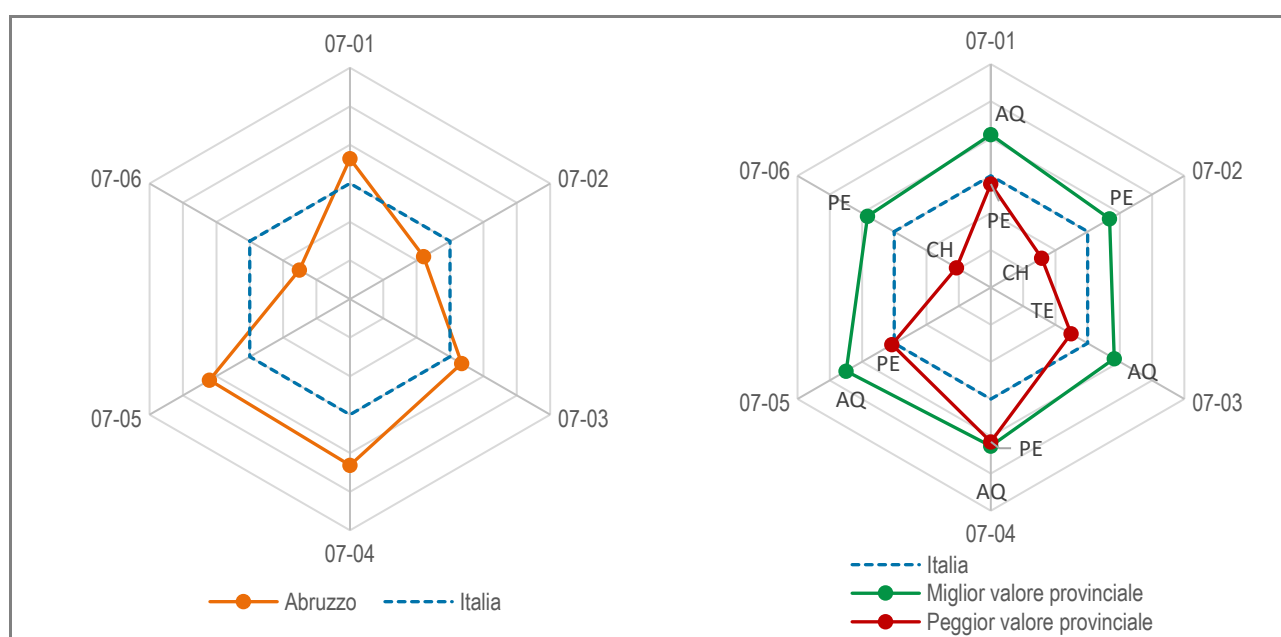 07-01
07-06
07-02
07-05
07-03
07-04
Abruzzo
Italia
07-01
AQ
07-06
07-02
PE
PE
PE
CH
CH
TE
PE
AQ
AQ
07-05
07-03
PE
AQ
07-04
Italia
Miglior valore provinciale
Peggior valore provinciale